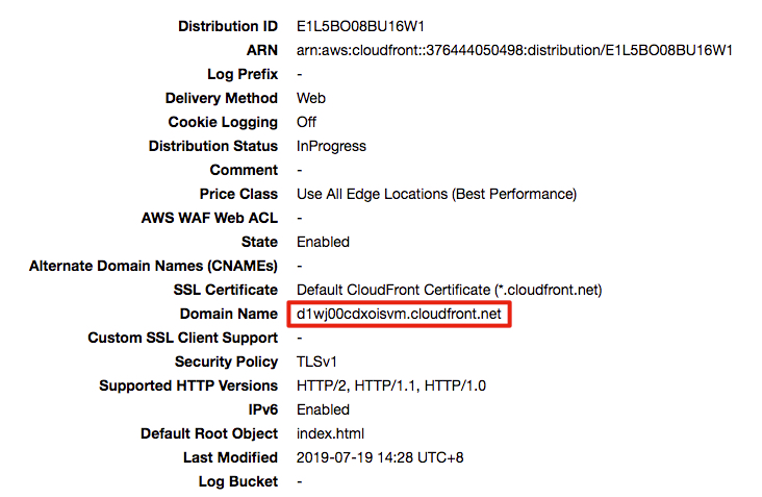 Distribution ID E1L5BO08BU16W1
ARN arn:aws:cloudfront::376444050498:distribution/E1L5BO08BU16W1
Log Prefix -
Delivery Method Web
Cookie Logging Off
Distribution Status InProgress
Comment -
Price Class Use All Edge Locations (Best Performance)
AWS WAF Web ACL -
State Enabled
Alternate Domain Names (CNAMEs) -
SSL Certificate Default CloudFront Certificate (*.cloudfront.net)
Domain Name d1wj00cdxoisvm.cloudfront.net
Custom SSL Client Support -
Security Policy TLSv1
Supported HTTP Versions HTTP/2, HTTP/1.1, HTTP/1.0
IPv6 Enabled
Default Root Object index.html
Last Modified 2019-07-19 14:28 UTC+8
Log Bucket -